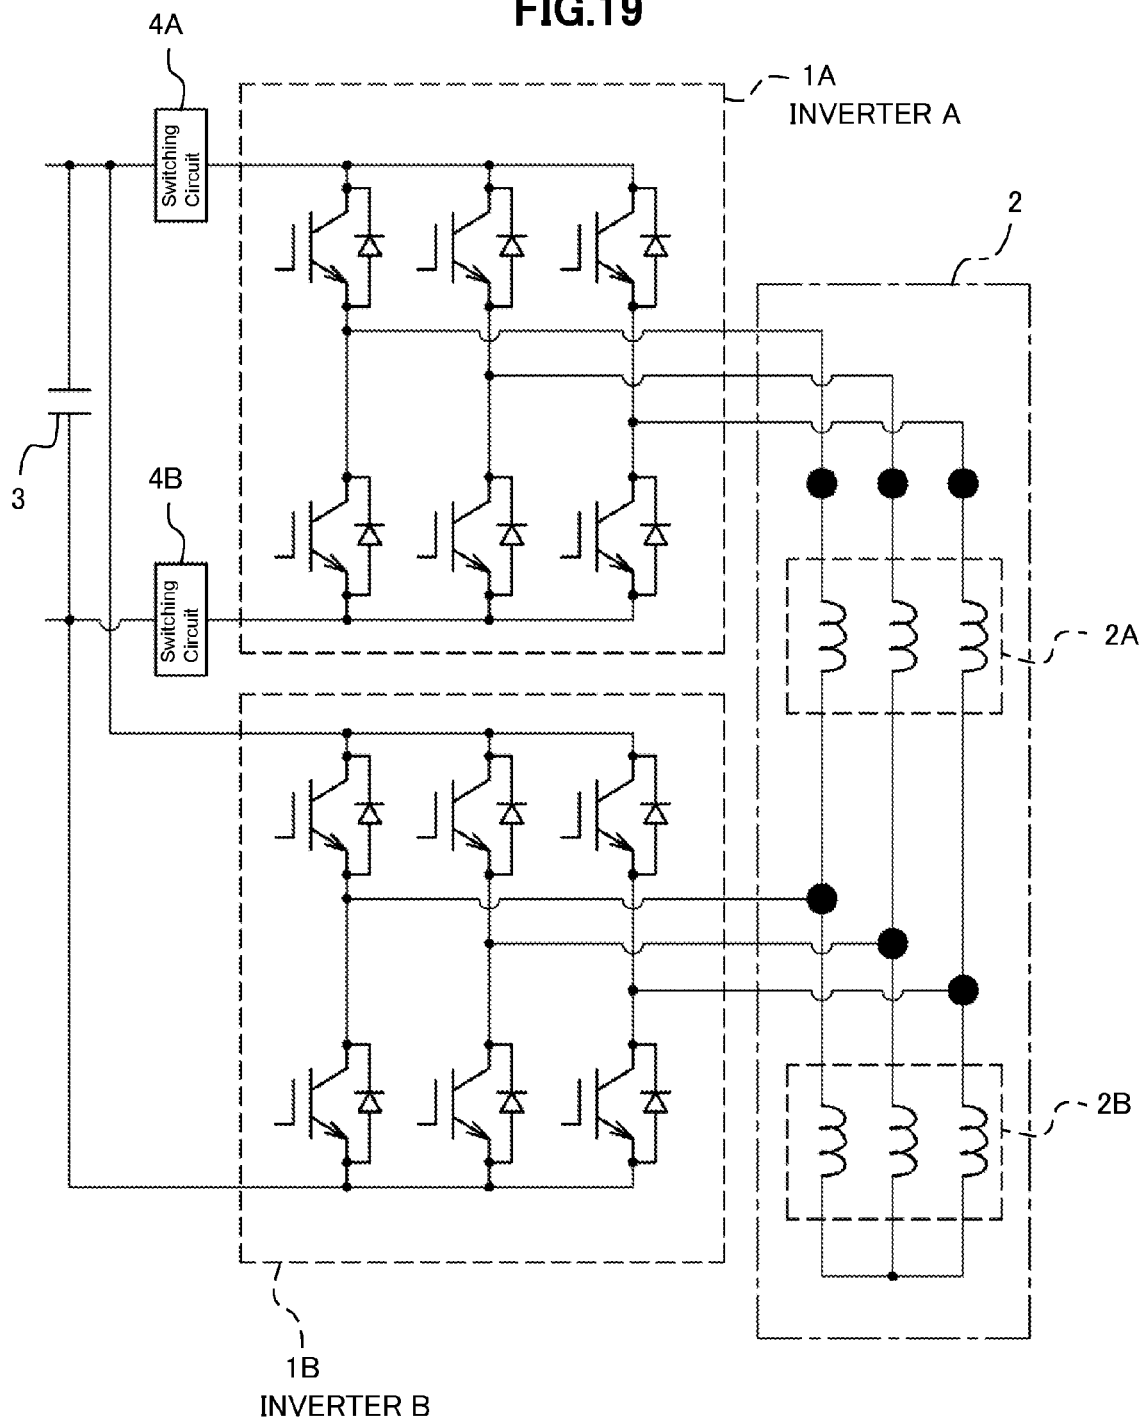 FIG.19
4A
1A
INVERTER A
Switching
Circuit
2
3
4B
Switching
Circuit
2A
2B
1B
INVERTER B